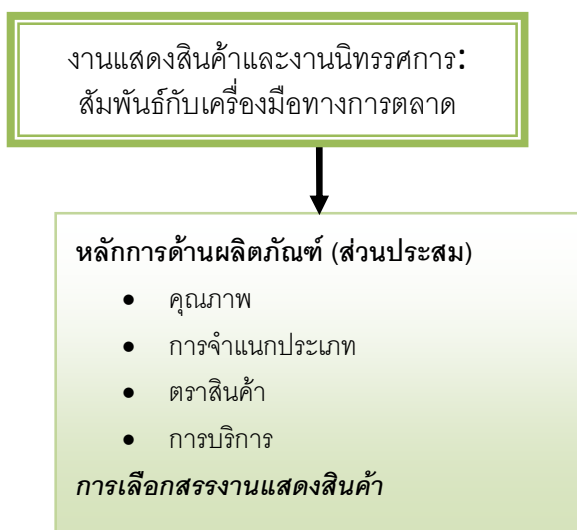 งานแสดงสินค้าและงานนิทรรศการ:
สัมพันธ์กับเครื่องมือทางการตลาด
หลักการด้านผลิตภัณฑ์ (ส่วนประสม)
• คุณภาพ
• การจำแนกประเภท
• ตราสินค้า
• การบริการ
การเลือกสรรงานแสดงสินค้า